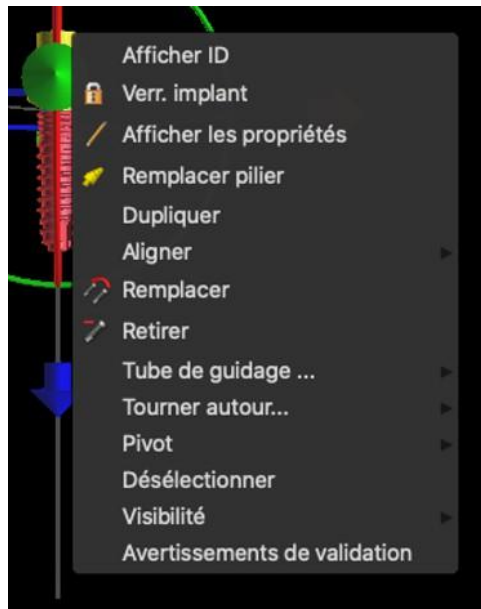 Afficher ID
Verr. implant
Afficher les propriétés
Remplacer pilier
Dupliquer
Aligner
Remplacer
Retirer
Tube de guidage ...
Tourner autour...
Pivot
Désélectionner
Visibilité
Avertissements de validation